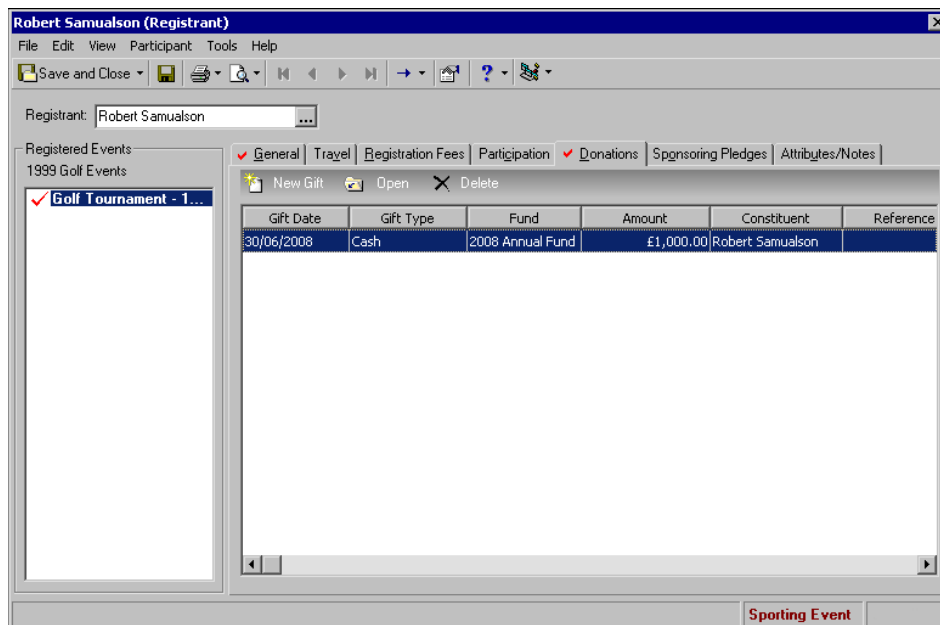 Robert Samualson (Registrant)
File Edit View Participant Tools Help
Save and Close
Registrant: Robert Samualson ...
Registered Events
1999 Golf Events
Golf Tournament - 1...
General Travel Registration Fees Participation Donations Sponsoring Pledges Attributes/Notes
New Gift Open Delete
Gift Date Gift Type Fund Amount Constituent Reference
30/06/2008 Cash 2008 Annual Fund £1,000.00 Robert Samualson
Sporting Event